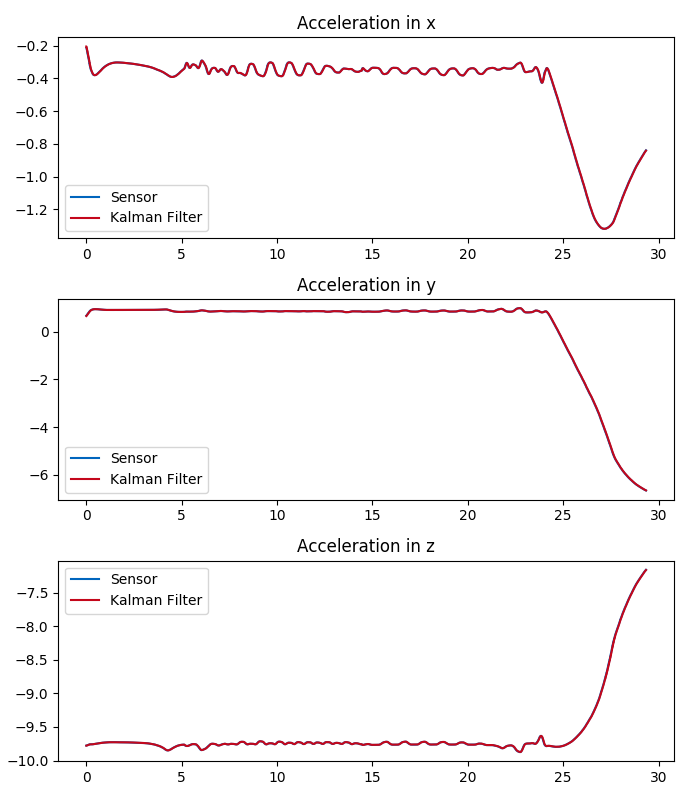 Acceleration in x
−0.2
−0.4
−0.6
−0.8
−1.0
−1.2
Sensor
Kalman Filter
0 5 10 15 20 25 30
Acceleration in y
0
−2
−4
−6
Sensor
Kalman Filter
0 5 10 15 20 25 30
Acceleration in z
Sensor
Kalman Filter
−7.5
−8.0
−8.5
−9.0
−9.5
−10.0
0 5 10 15 20 25 30